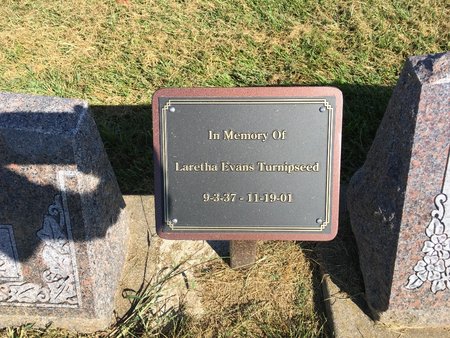 In Memory Of
Laretha Evans Turnipseed
9-3-37 - 11-19-01